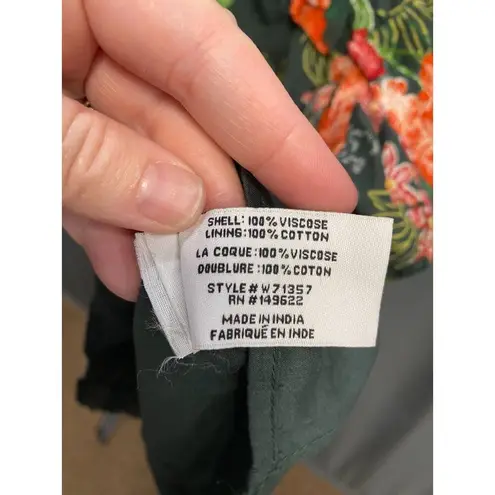 SHELL: 100% VISCOSE
LINING: 100% COTTON
LA COQUE: 100% VISCOSE
DOUBLURE: 100% COTON
STYLE# W71357
RN# 149622
MADE IN INDIA
FABRIQUÉ EN INDE